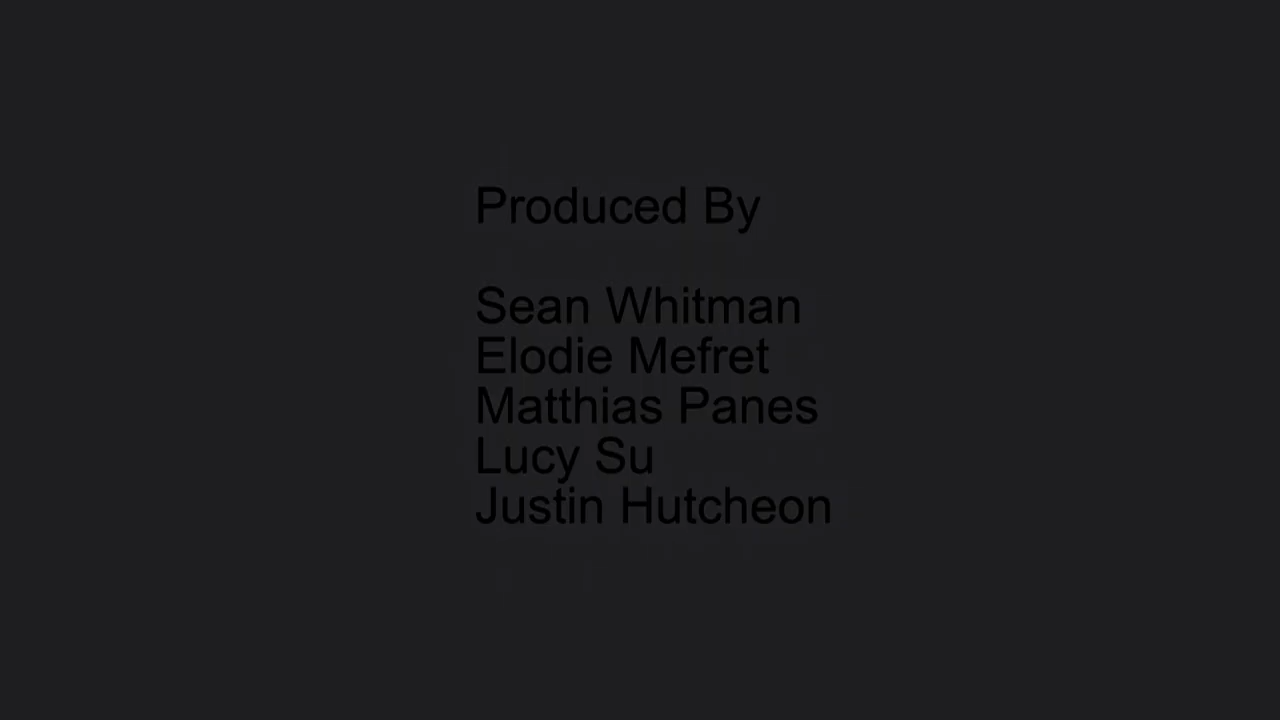 Produced By
Sean Whitman
Elodie Mefret
Matthias Panes
Lucy Su
Justin Hutcheon